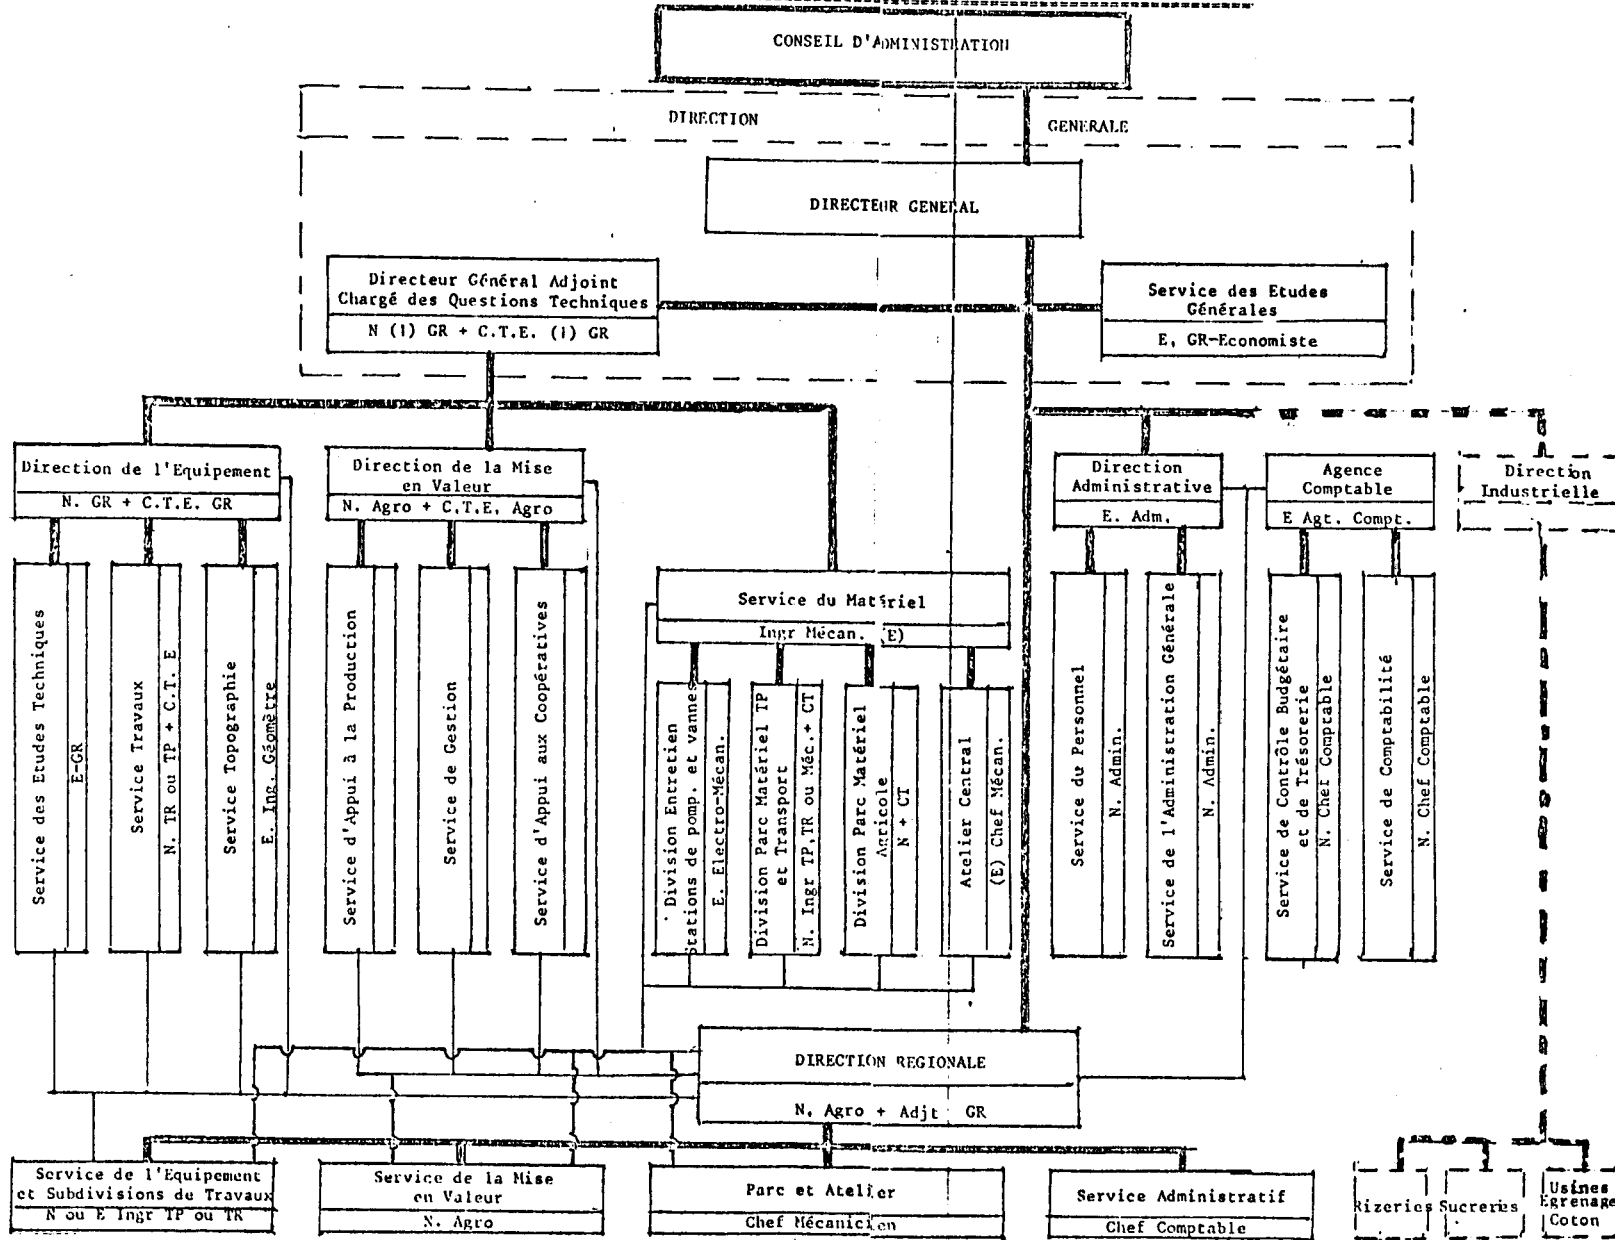 CONSEIL D'ADMINISTRATION
DIRECTION GENERALE
DIRECTEUR GENERAL
Directeur Général Adjoint
Chargé des Questions Techniques
N (1) GR + C.T.E. (1) GR
Service des Etudes
Générales
E, GR-Economiste
Direction de l'Equipement
N. GR + C.T.E. GR
Direction de la Mise
en Valeur
N. Agro + C.T.E. Agro
Direction
Administrative
E. Adm.
Agence
Comptable
E Agt. Compt.
Direction
Industrielle
Service du Matériel
Ingr Mécan. (E)
Service des Etudes Techniques
E-GR
Service Travaux
N. TR ou TP + C.T. E
Service Topographie
E. Ing. Géomètre
Service d'Appui à la Production
Service de Gestion
Service d'Appui aux Coopératives
Division Entretien
Stations de pomp. et vannes
E. Electro-Mécan.
Division Parc Matériel TP
et Transport
N. Ingr TP,TR ou Méc.+ CT
Division Parc Matériel
Agricole
N + CT
Atelier Central
(E) Chef Mécan.
Service du Personnel
N. Admin.
Service de l'Administration Générale
N. Admin.
Service de Contrôle Budgétaire
et de Trésorerie
N. Chef Comptable
Service de Comptabilité
N. Chef Comptable
DIRECTION REGIONALE
N. Agro + Adjt GR
Service de l'Equipement
et Subdivisions de Travaux
N ou E Ingr TP ou TR
Service de la Mise
en Valeur
N. Agro
Parc et Atelier
Chef Mécanicien
Service Administratif
Chef Comptable
Rizeries
Sucreries
Usines
Egrenage
Coton